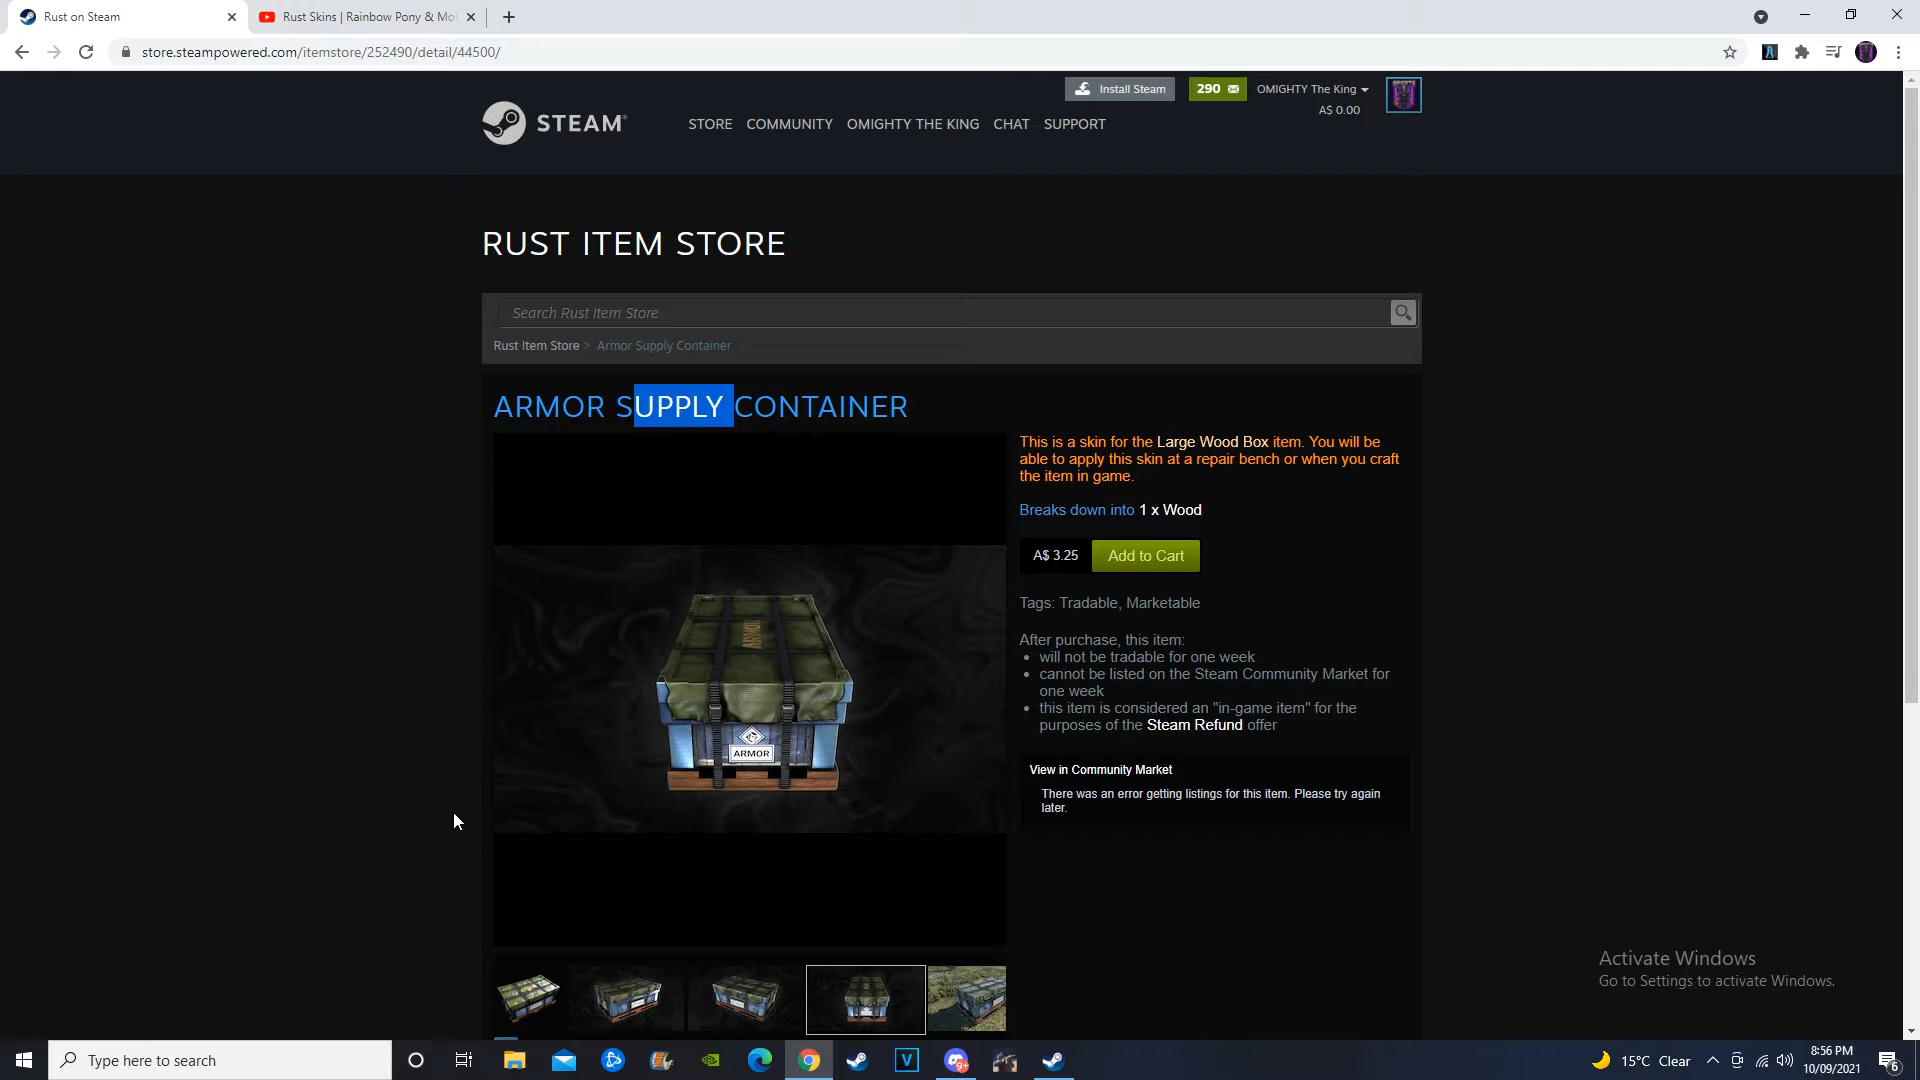 Rust on Steam
Rust Skins | Rainbow Pony & Mo
store.steampowered.com/itemstore/252490/detail/44500/
Install Steam
290
OMIGHTY The King
A$ 0.00
STEAM
STORE COMMUNITY OMIGHTY THE KING CHAT SUPPORT
RUST ITEM STORE
Search Rust Item Store
Rust Item Store > Armor Supply Container
ARMOR SUPPLY CONTAINER
This is a skin for the Large Wood Box item. You will be
able to apply this skin at a repair bench or when you craft
the item in game.
Breaks down into 1 x Wood
A$ 3.25
Add to Cart
Tags: Tradable, Marketable
After purchase, this item:
will not be tradable for one week
cannot be listed on the Steam Community Market for
one week
this item is considered an "in-game item" for the
purposes of the Steam Refund offer
View in Community Market
There was an error getting listings for this item. Please try again
later.
ARMOR
ARMOR
Activate Windows
Go to Settings to activate Windows.
Type here to search
V
9+
15°C Clear
8:56 PM
10/09/2021
6